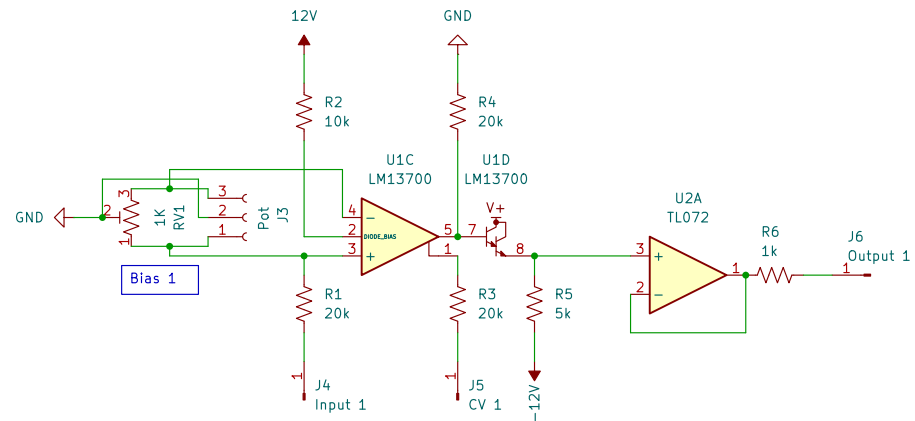 12V
GND
R2
10k
R4
20k
U1C
LM13700
U1D
LM13700
V+
U2A
TL072
GND
2
3
1
1K
RV1
3
2
1
Pot
J3
4
2
3
-
DIODE_BIAS
+
5
1
7
8
3
2
+
-
1
R6
1k
J6
Output 1
1
Bias 1
R1
20k
R3
20k
R5
5k
1
J4
Input 1
1
J5
CV 1
-12V